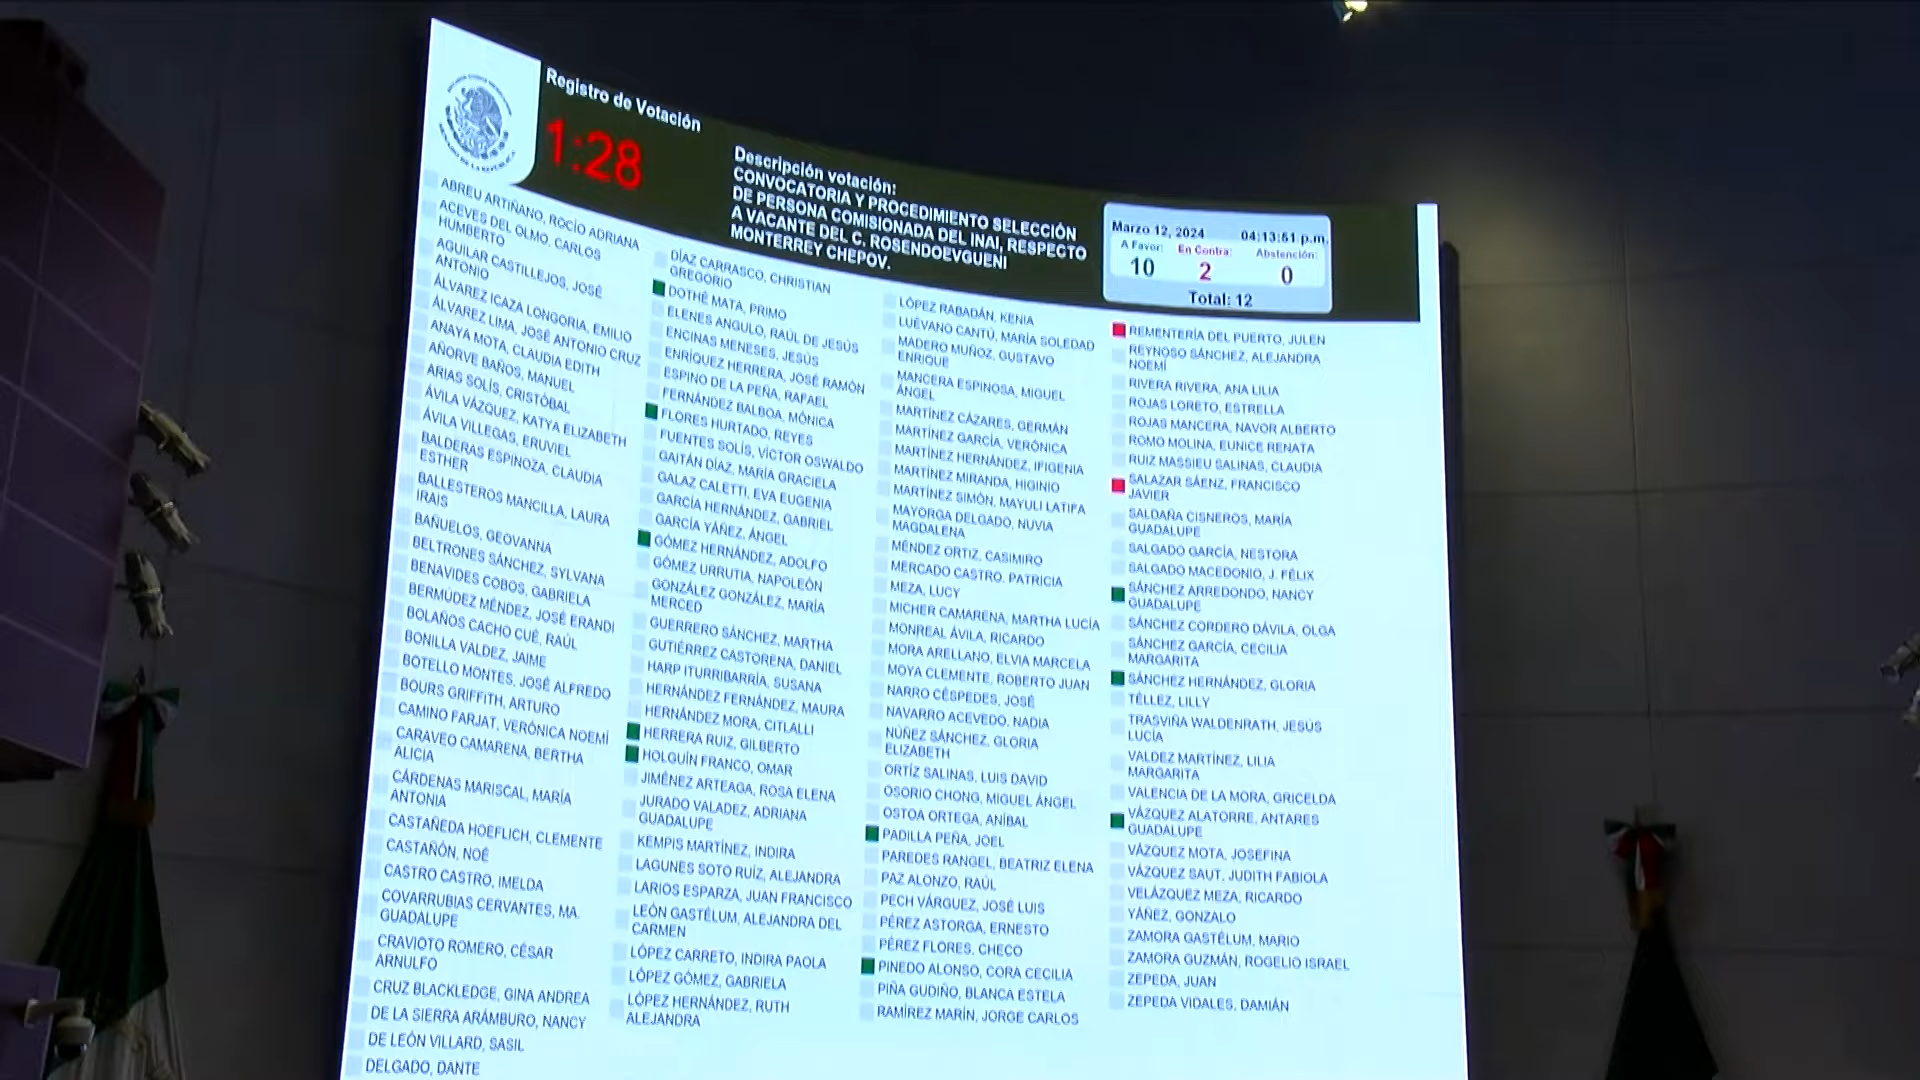 Registro de Votación
1:28
Descripción votación:
CONVOCATORIA Y PROCEDIMIENTO SELECCIÓN
DE PERSONA COMISIONADA DEL INAI, RESPECTO
A VACANTE DEL C. ROSENDOEVGUENI
MONTERREY CHEPOV.
Marzo 12, 2024 04:13:51 p.m.
A Favor: En Contra: Abstención:
10 2 0
Total: 12
ABREU ARTIÑANO, ROCÍO ADRIANA
ACEVES DEL OLMO, CARLOS
HUMBERTO
AGUILAR CASTILLEJOS, JOSÉ
ANTONIO
ÁLVAREZ ICAZA LONGORIA, EMILIO
ÁLVAREZ LIMA, JOSÉ ANTONIO CRUZ
ANAYA MOTA, CLAUDIA EDITH
AÑORVE BAÑOS, MANUEL
ARIAS SOLÍS, CRISTÓBAL
ÁVILA VÁZQUEZ, KATYA ELIZABETH
ÁVILA VILLEGAS, ERUVIEL
BALDERAS ESPINOZA, CLAUDIA
ESTHER
BALLESTEROS MANCILLA, LAURA
IRAIS
BAÑUELOS, GEOVANNA
BELTRONES SÁNCHEZ, SYLVANA
BENAVIDES COBOS, GABRIELA
BERMÚDEZ MÉNDEZ, JOSÉ ERANDI
BOLAÑOS CACHO CUÉ, RAÚL
BONILLA VALDEZ, JAIME
BOTELLO MONTES, JOSÉ ALFREDO
BOURS GRIFFITH, ARTURO
CAMINO FARJAT, VERÓNICA NOEMÍ
CARAVEO CAMARENA, BERTHA
ALICIA
CÁRDENAS MARISCAL, MARÍA
ANTONIA
CASTAÑEDA HOEFLICH, CLEMENTE
CASTAÑÓN, NOÉ
CASTRO CASTRO, IMELDA
COVARRUBIAS CERVANTES, MA.
GUADALUPE
CRAVIOTO ROMERO, CÉSAR
ARNULFO
CRUZ BLACKLEDGE, GINA ANDREA
DE LA SIERRA ARÁMBURO, NANCY
DE LEÓN VILLARD, SASIL
DELGADO, DANTE
DÍAZ CARRASCO, CHRISTIAN
GREGORIO
DOTHÉ MATA, PRIMO
ELENES ANGULO, RAÚL DE JESÚS
ENCINAS MENESES, JESÚS
ENRÍQUEZ HERRERA, JOSÉ RAMÓN
ESPINO DE LA PEÑA, RAFAEL
FERNÁNDEZ BALBOA, MÓNICA
FLORES HURTADO, REYES
FUENTES SOLÍS, VÍCTOR OSWALDO
GAITÁN DÍAZ, MARÍA GRACIELA
GALAZ CALETTI, EVA EUGENIA
GARCÍA HERNÁNDEZ, GABRIEL
GARCÍA YÁÑEZ, ÁNGEL
GÓMEZ HERNÁNDEZ, ADOLFO
GÓMEZ URRUTIA, NAPOLEÓN
GONZÁLEZ GONZÁLEZ, MARÍA
MERCED
GUERRERO SÁNCHEZ, MARTHA
GUTIÉRREZ CASTORENA, DANIEL
HARP ITURRIBARRÍA, SUSANA
HERNÁNDEZ FERNÁNDEZ, MAURA
HERNÁNDEZ MORA, CITLALLI
HERRERA RUIZ, GILBERTO
HOLGUÍN FRANCO, OMAR
JIMÉNEZ ARTEAGA, ROSA ELENA
JURADO VALADEZ, ADRIANA
GUADALUPE
KEMPIS MARTÍNEZ, INDIRA
LAGUNES SOTO RUÍZ, ALEJANDRA
LARIOS ESPARZA, JUAN FRANCISCO
LEÓN GASTÉLUM, ALEJANDRA DEL
CARMEN
LÓPEZ CARRETO, INDIRA PAOLA
LÓPEZ GÓMEZ, GABRIELA
LÓPEZ HERNÁNDEZ, RUTH
ALEJANDRA
LÓPEZ RABADÁN, KENIA
LUÉVANO CANTÚ, MARÍA SOLEDAD
MADERO MUÑOZ, GUSTAVO
ENRIQUE
MANCERA ESPINOSA, MIGUEL
ÁNGEL
MARTÍNEZ CÁZARES, GERMÁN
MARTÍNEZ GARCÍA, VERÓNICA
MARTÍNEZ HERNÁNDEZ, IFIGENIA
MARTÍNEZ MIRANDA, HIGINIO
MARTÍNEZ SIMÓN, MAYULI LATIFA
MAYORGA DELGADO, NUVIA
MAGDALENA
MÉNDEZ ORTIZ, CASIMIRO
MERCADO CASTRO, PATRICIA
MEZA, LUCY
MICHER CAMARENA, MARTHA LUCÍA
MONREAL ÁVILA, RICARDO
MORA ARELLANO, ELVIA MARCELA
MOYA CLEMENTE, ROBERTO JUAN
NARRO CÉSPEDES, JOSÉ
NAVARRO ACEVEDO, NADIA
NÚÑEZ SÁNCHEZ, GLORIA
ELIZABETH
ORTÍZ SALINAS, LUIS DAVID
OSORIO CHONG, MIGUEL ÁNGEL
OSTOA ORTEGA, ANÍBAL
PADILLA PEÑA, JOEL
PAREDES RANGEL, BEATRIZ ELENA
PAZ ALONZO, RAÚL
PECH VÁRGUEZ, JOSÉ LUIS
PÉREZ ASTORGA, ERNESTO
PÉREZ FLORES, CHECO
PINEDO ALONSO, CORA CECILIA
PIÑA GUDIÑO, BLANCA ESTELA
RAMÍREZ MARÍN, JORGE CARLOS
REMENTERÍA DEL PUERTO, JULEN
REYNOSO SÁNCHEZ, ALEJANDRA
NOEMÍ
RIVERA RIVERA, ANA LILIA
ROJAS LORETO, ESTRELLA
ROJAS MANCERA, NAVOR ALBERTO
ROMO MOLINA, EUNICE RENATA
RUIZ MASSIEU SALINAS, CLAUDIA
SALAZAR SÁENZ, FRANCISCO
JAVIER
SALDAÑA CISNEROS, MARÍA
GUADALUPE
SALGADO GARCÍA, NESTORA
SALGADO MACEDONIO, J. FÉLIX
SÁNCHEZ ARREDONDO, NANCY
GUADALUPE
SÁNCHEZ CORDERO DÁVILA, OLGA
SÁNCHEZ GARCÍA, CECILIA
MARGARITA
SÁNCHEZ HERNÁNDEZ, GLORIA
TÉLLEZ, LILLY
TRASVIÑA WALDENRATH, JESÚS
LUCÍA
VALDEZ MARTÍNEZ, LILIA
MARGARITA
VALENCIA DE LA MORA, GRICELDA
VÁZQUEZ ALATORRE, ANTARES
GUADALUPE
VÁZQUEZ MOTA, JOSEFINA
VÁZQUEZ SAUT, JUDITH FABIOLA
VELÁZQUEZ MEZA, RICARDO
YÁÑEZ, GONZALO
ZAMORA GASTÉLUM, MARIO
ZAMORA GUZMÁN, ROGELIO ISRAEL
ZEPEDA, JUAN
ZEPEDA VIDALES, DAMIÁN